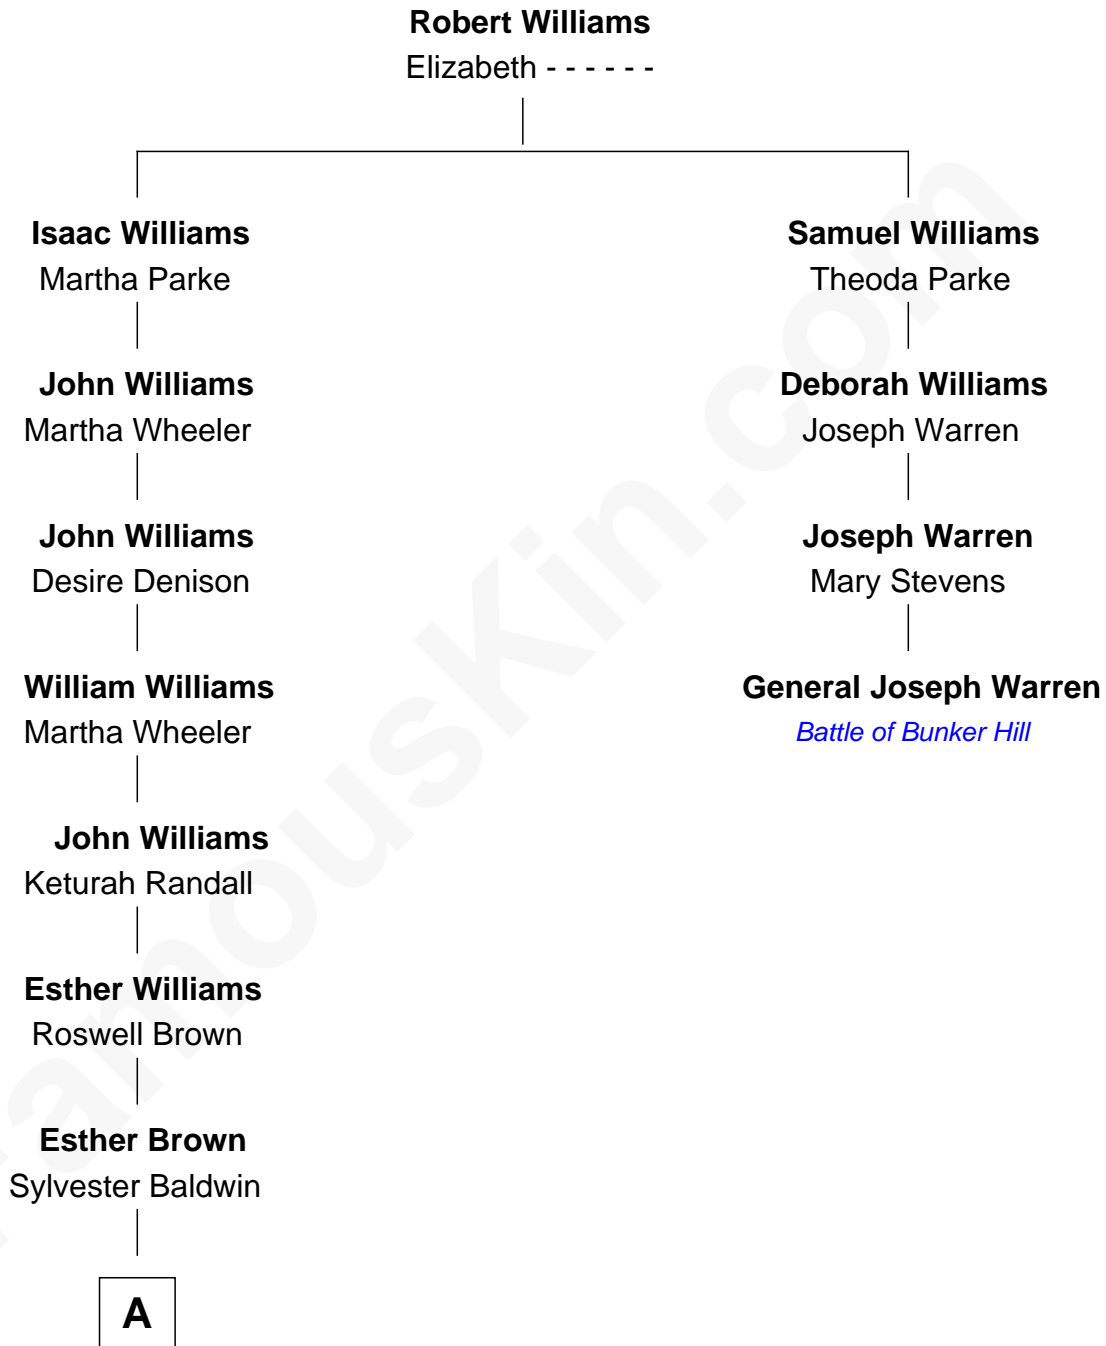 Robert Williams
Elizabeth - - - - - -
Isaac Williams
Martha Parke
Samuel Williams
Theoda Parke
John Williams
Martha Wheeler
Deborah Williams
Joseph Warren
John Williams
Desire Denison
Joseph Warren
Mary Stevens
William Williams
Martha Wheeler
General Joseph Warren
Battle of Bunker Hill
John Williams
Keturah Randall
Esther Williams
Roswell Brown
Esther Brown
Sylvester Baldwin
A
FamousKin.com